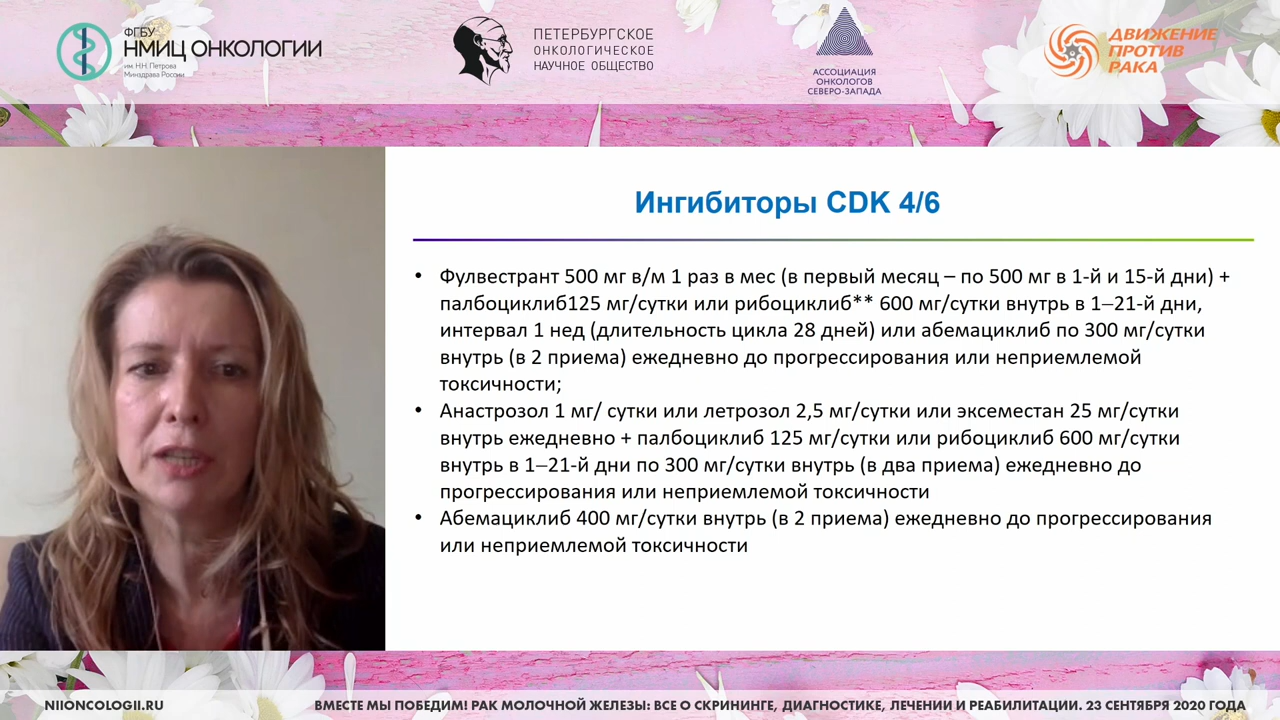 ФГБУ
НМИЦ ОНКОЛОГИИ
им. Н.Н. Петрова
Минздрава России
ПЕТЕРБУРГСКОЕ
ОНКОЛОГИЧЕСКОЕ
НАУЧНОЕ ОБЩЕСТВО
АССОЦИАЦИЯ
ОНКОЛОГОВ
СЕВЕРО-ЗАПАДА
ДВИЖЕНИЕ
ПРОТИВ
РАКА
Ингибиторы CDK 4/6
• Фулвестрант 500 мг в/м 1 раз в мес (в первый месяц – по 500 мг в 1-й и 15-й дни) +
палбоциклиб125 мг/сутки или рибоциклиб** 600 мг/сутки внутрь в 1–21-й дни,
интервал 1 нед (длительность цикла 28 дней) или абемациклиб по 300 мг/сутки
внутрь (в 2 приема) ежедневно до прогрессирования или неприемлемой
токсичности;
• Анастрозол 1 мг/ сутки или летрозол 2,5 мг/сутки или эксеместан 25 мг/сутки
внутрь ежедневно + палбоциклиб 125 мг/сутки или рибоциклиб 600 мг/сутки
внутрь в 1–21-й дни по 300 мг/сутки внутрь (в два приема) ежедневно до
прогрессирования или неприемлемой токсичности
• Абемациклиб 400 мг/сутки внутрь (в 2 приема) ежедневно до прогрессирования
или неприемлемой токсичности
NIIONCOLOGII.RU
ВМЕСТЕ МЫ ПОБЕДИМ! РАК МОЛОЧНОЙ ЖЕЛЕЗЫ: ВСЕ О СКРИНИНГЕ, ДИАГНОСТИКЕ, ЛЕЧЕНИИ И РЕАБИЛИТАЦИИ. 23 СЕНТЯБРЯ 2020 ГОДА